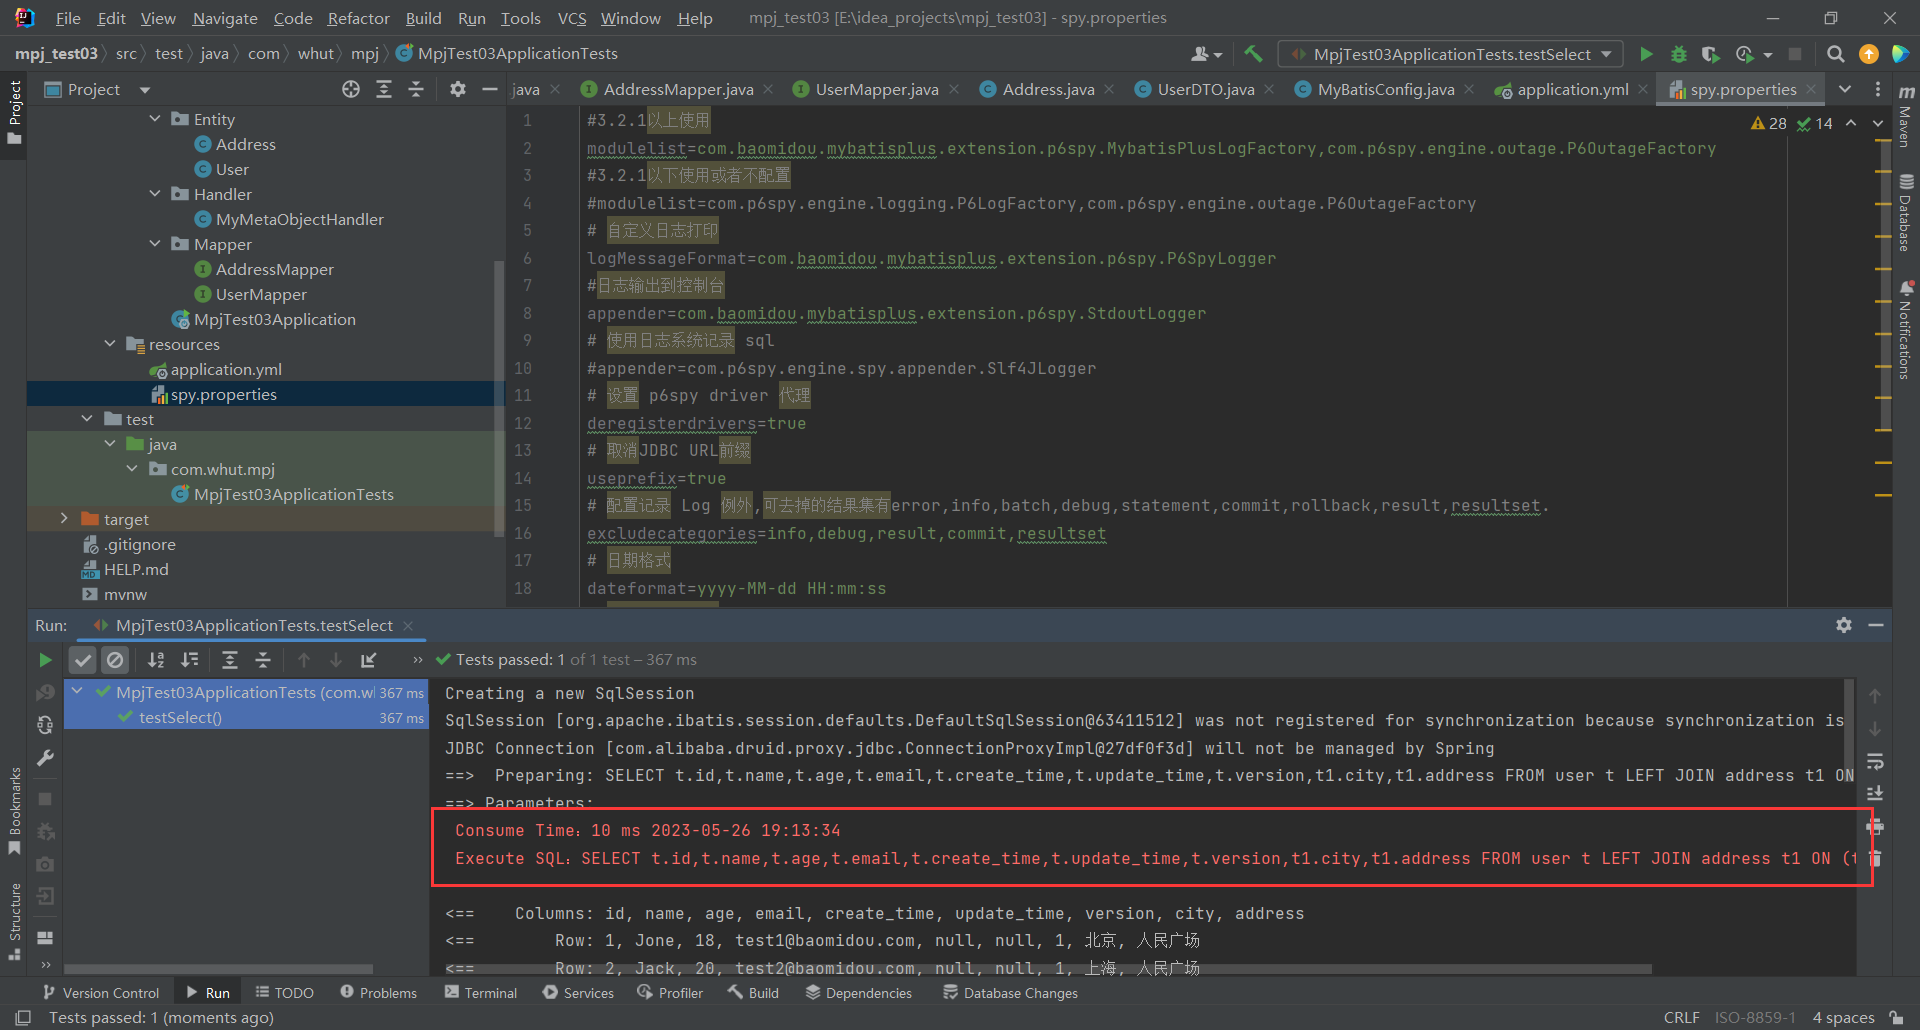 File Edit View Navigate Code Refactor Build Run Tools VCS Window Help mpj_test03 [E:\idea_projects\mpj_test03] - spy.properties
mpj_test03 〉 src 〉 test 〉 java 〉 com 〉 whut 〉 mpj 〉 MpjTest03ApplicationTests
MpjTest03ApplicationTests.testSelect
Project
.java AddressMapper.java UserMapper.java Address.java UserDTO.java MyBatisConfig.java application.yml spy.properties
Project
Entity
Address
User
Handler
MyMetaObjectHandler
Mapper
AddressMapper
UserMapper
MpjTest03Application
resources
application.yml
spy.properties
test
java
com.whut.mpj
MpjTest03ApplicationTests
target
.gitignore
HELP.md
mvnw
28 14
1 #3.2.1以上使用
2 modulelist=com.baomidou.mybatisplus.extension.p6spy.MybatisPlusLogFactory,com.p6spy.engine.outage.P6OutageFactory
3 #3.2.1以下使用或者不配置
4 #modulelist=com.p6spy.engine.logging.P6LogFactory,com.p6spy.engine.outage.P6OutageFactory
5 # 自定义日志打印
6 logMessageFormat=com.baomidou.mybatisplus.extension.p6spy.P6SpyLogger
7 #日志输出到控制台
8 appender=com.baomidou.mybatisplus.extension.p6spy.StdoutLogger
9 # 使用日志系统记录 sql
10 #appender=com.p6spy.engine.spy.appender.Slf4JLogger
11 # 设置 p6spy driver 代理
12 deregisterdrivers=true
13 # 取消JDBC URL前缀
14 useprefix=true
15 # 配置记录 Log 例外,可去掉的结果集有error,info,batch,debug,statement,commit,rollback,result,resultset.
16 excludecategories=info,debug,result,commit,resultset
17 # 日期格式
18 dateformat=yyyy-MM-dd HH:mm:ss
Maven
Database
Notifications
Run: MpjTest03ApplicationTests.testSelect
Tests passed: 1 of 1 test – 367 ms
MpjTest03ApplicationTests (com.wl 367 ms
testSelect() 367 ms
Creating a new SqlSession
SqlSession [org.apache.ibatis.session.defaults.DefaultSqlSession@63411512] was not registered for synchronization because synchronization is
JDBC Connection [com.alibaba.druid.proxy.jdbc.ConnectionProxyImpl@27df0f3d] will not be managed by Spring
==>  Preparing: SELECT t.id,t.name,t.age,t.email,t.create_time,t.update_time,t.version,t1.city,t1.address FROM user t LEFT JOIN address t1 ON
==> Parameters:
Consume Time：10 ms 2023-05-26 19:13:34
Execute SQL：SELECT t.id,t.name,t.age,t.email,t.create_time,t.update_time,t.version,t1.city,t1.address FROM user t LEFT JOIN address t1 ON (t
<==    Columns: id, name, age, email, create_time, update_time, version, city, address
<==        Row: 1, Jone, 18, test1@baomidou.com, null, null, 1, 北京, 人民广场
<==        Row: 2, Jack, 20, test2@baomidou.com, null, null, 1, 上海, 人民广场
Bookmarks
Structure
Version Control Run TODO Problems Terminal Services Profiler Build Dependencies Database Changes
Tests passed: 1 (moments ago) CRLF ISO-8859-1 4 spaces